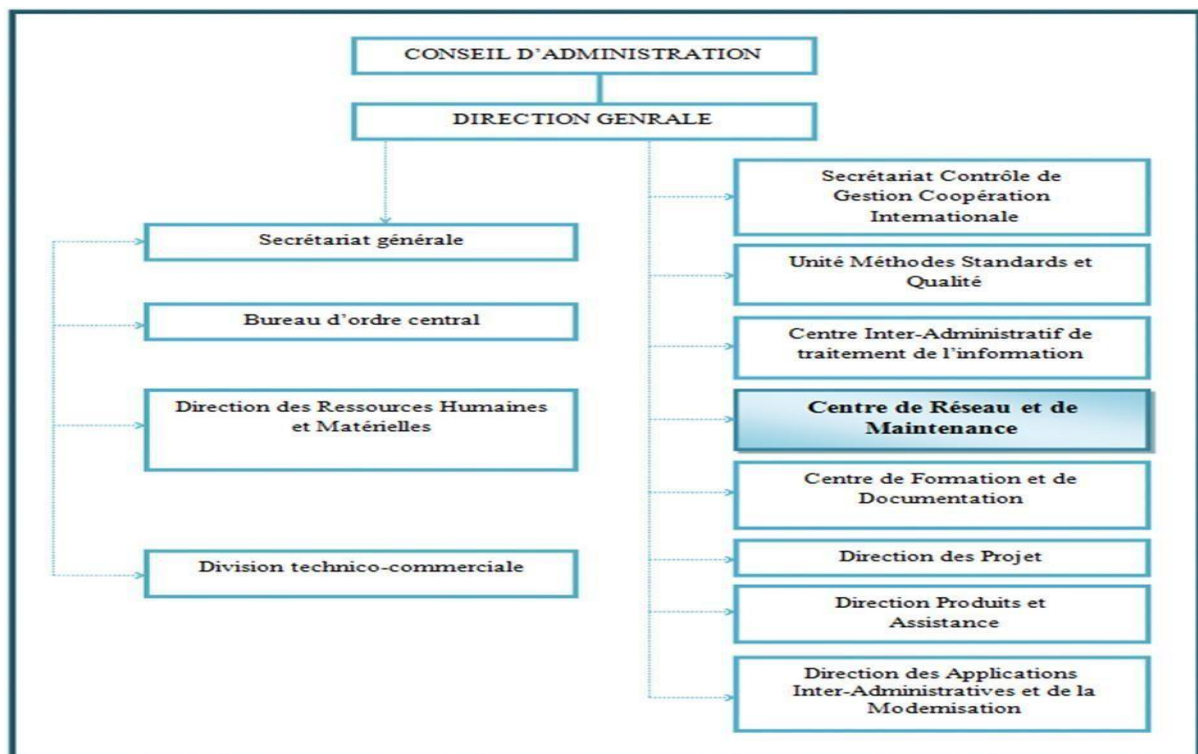 CONSEIL D’ADMINISTRATION
DIRECTION GENRALE
Secrétariat générale
Bureau d’ordre central
Direction des Ressources Humaines
et Matérielles
Division technico-commerciale
Secrétariat Contrôle de
Gestion Coopération
Internationale
Unité Méthodes Standards et
Qualité
Centre Inter-Administratif de
traitement de l’information
Centre de Réseau et de
Maintenance
Centre de Formation et de
Documentation
Direction des Projet
Direction Produits et
Assistance
Direction des Applications
Inter-Administratives et de la
Modernisation